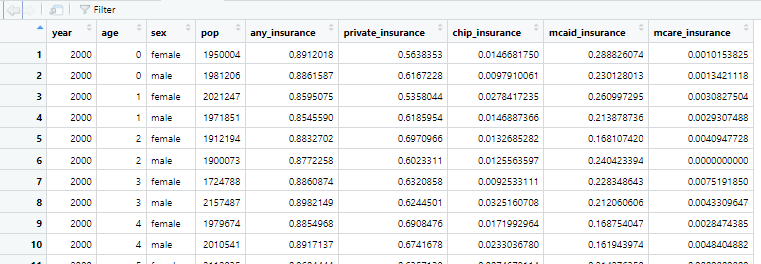 Filter
year age sex pop any_insurance private_insurance chip_insurance mcaid_insurance mcare_insurance
1 2000 0 female 1950004 0.8912018 0.5638353 0.0146681750 0.288826074 0.0010153825
2 2000 0 male 1981206 0.8861587 0.6167228 0.0097910061 0.230128013 0.0013421118
3 2000 1 female 2021247 0.8595075 0.5358044 0.0278417235 0.260997295 0.0030827504
4 2000 1 male 1971851 0.8545590 0.6185954 0.0148887366 0.213878736 0.0029307488
5 2000 2 female 1912194 0.8832702 0.6970966 0.0132685282 0.168107420 0.0040947728
6 2000 2 male 1900073 0.8772258 0.6023311 0.0125563597 0.240423394 0.0000000000
7 2000 3 female 1724788 0.8860874 0.6320858 0.0092533111 0.228348643 0.0075191850
8 2000 3 male 2157487 0.8982149 0.6244501 0.0325160708 0.212060606 0.0043309647
9 2000 4 female 1979674 0.8854968 0.6908476 0.0171992964 0.168754047 0.0028474385
10 2000 4 male 2010541 0.8917137 0.6741678 0.0233036780 0.161943974 0.0048404882